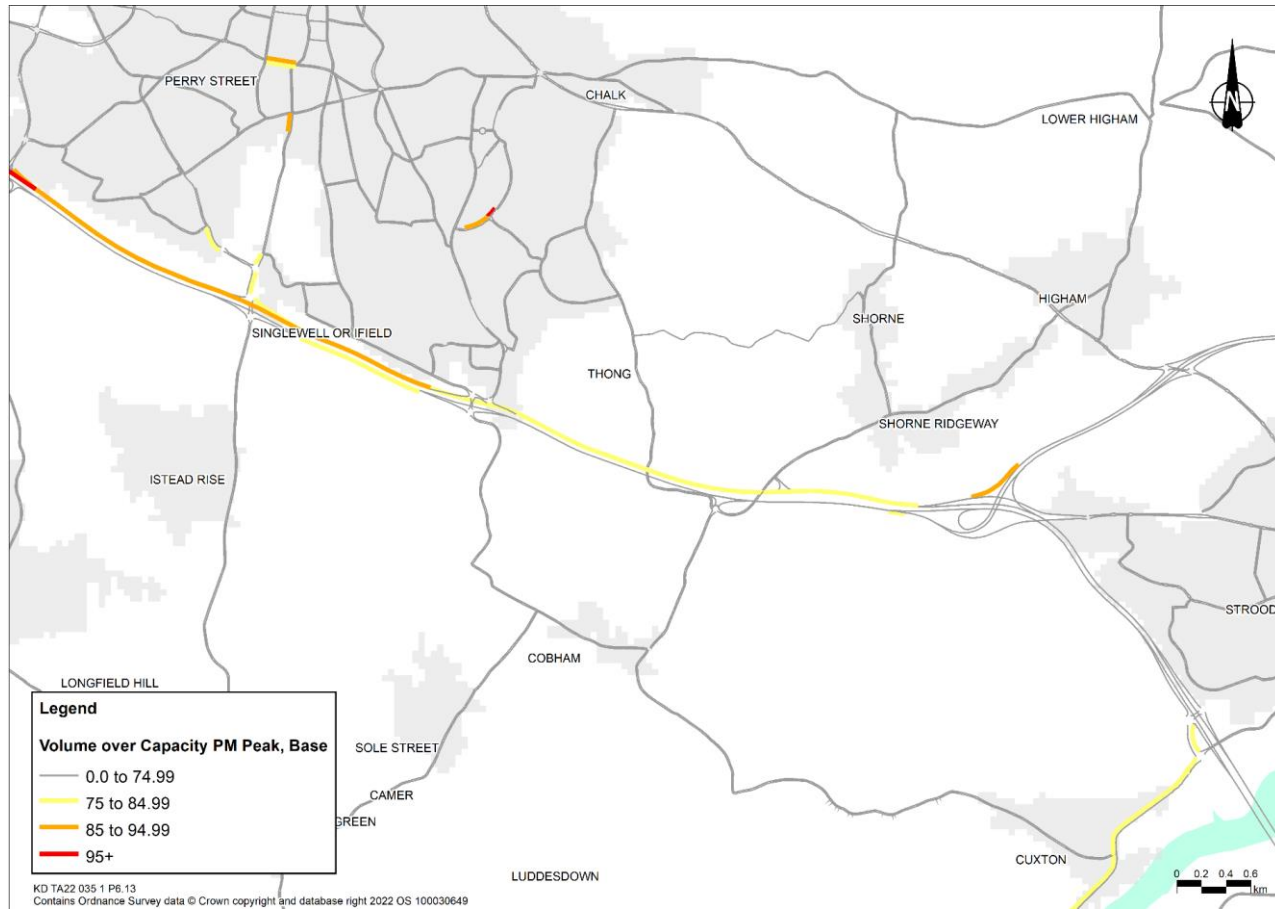 PERRY STREET
CHALK
LOWER HIGHAM
N
HIGHAM
SHORNE
SINGLEWELL OR IFIELD
THONG
SHORNE RIDGEWAY
ISTEAD RISE
STROOD
COBHAM
LONGFIELD HILL
SOLE STREET
CAMER
GREEN
LUDDESDOWN
CUXTON
Legend
Volume over Capacity PM Peak, Base
0.0 to 74.99
75 to 84.99
85 to 94.99
95+
0 0.2 0.4 0.6
km
KD TA22 035 1 P6.13
Contains Ordnance Survey data © Crown copyright and database right 2022 OS 100030649